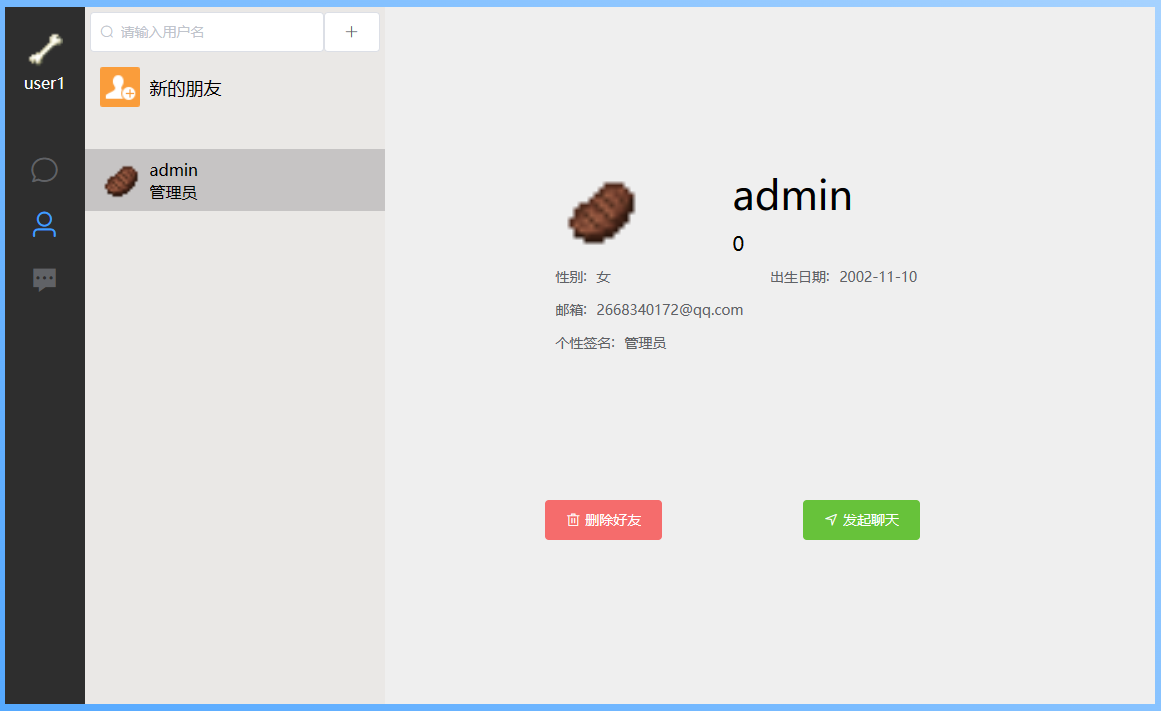 user1
请输入用户名
新的朋友
admin
管理员
admin
0
性别: 女
出生日期: 2002-11-10
邮箱: 2668340172@qq.com
个性签名: 管理员
删除好友
发起聊天